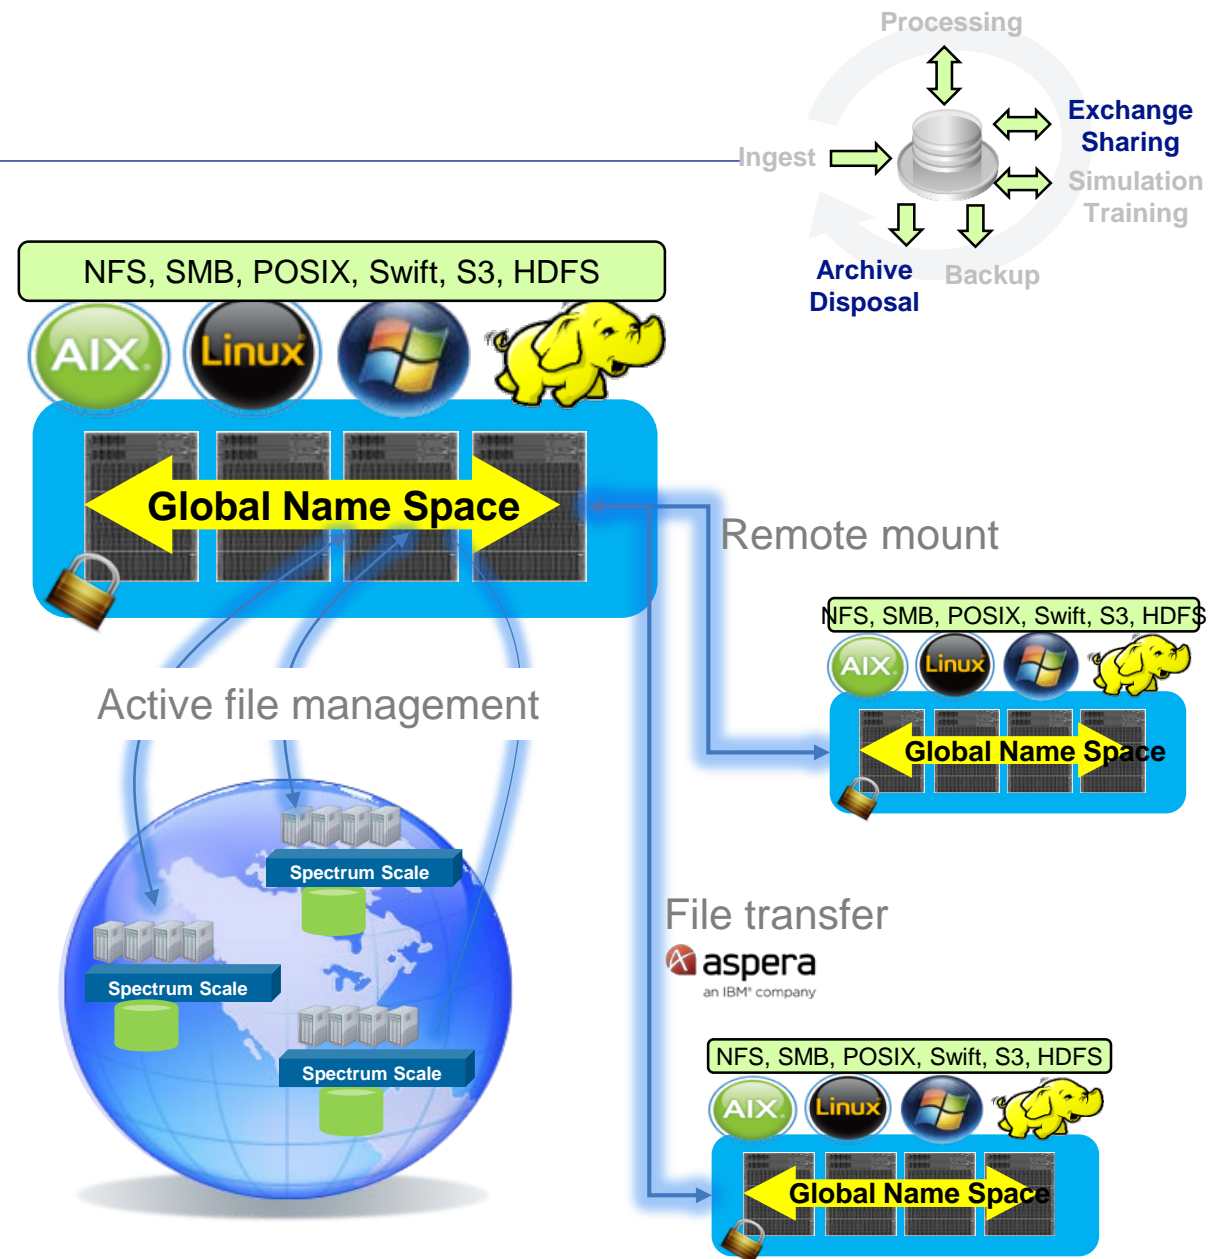 Processing
Exchange
Sharing
Ingest
Simulation
Training
Archive
Disposal
Backup
NFS, SMB, POSIX, Swift, S3, HDFS
AIX
Linux
Global Name Space
Remote mount
NFS, SMB, POSIX, Swift, S3, HDFS
AIX
Linux
Global Name Space
Active file management
Spectrum Scale
Spectrum Scale
Spectrum Scale
File transfer
aspera
an IBM® company
NFS, SMB, POSIX, Swift, S3, HDFS
AIX
Linux
Global Name Space